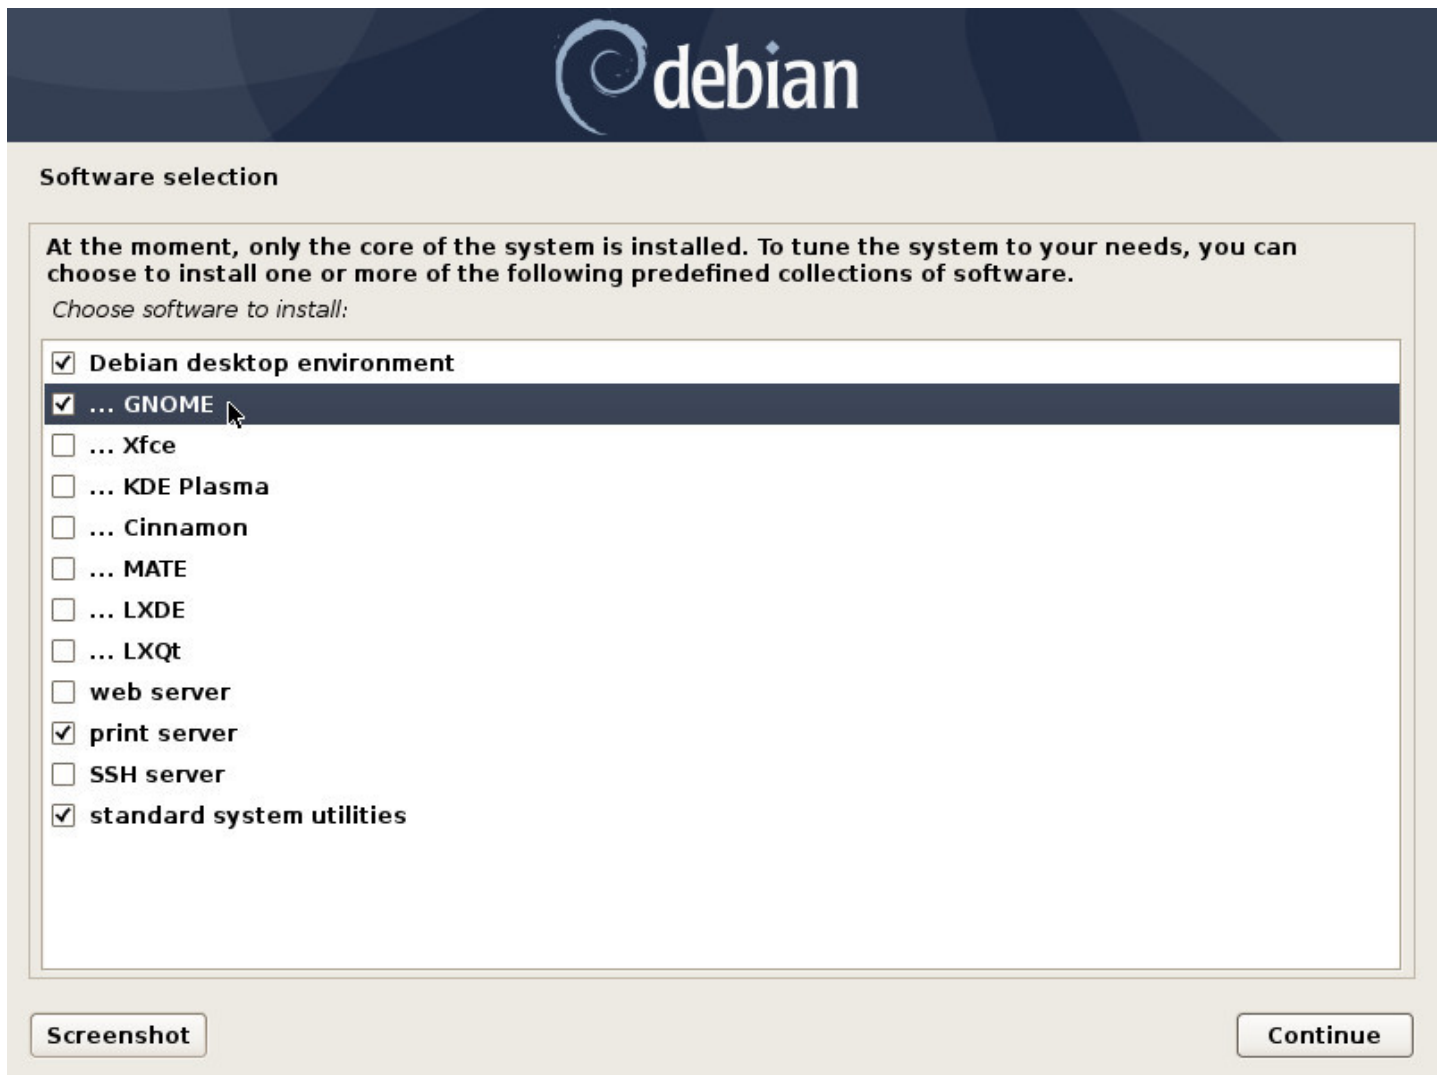 debian
Software selection
At the moment, only the core of the system is installed. To tune the system to your needs, you can
choose to install one or more of the following predefined collections of software.
Choose software to install:
Debian desktop environment
... GNOME
... Xfce
... KDE Plasma
... Cinnamon
... MATE
... LXDE
... LXQt
web server
print server
SSH server
standard system utilities
Screenshot
Continue